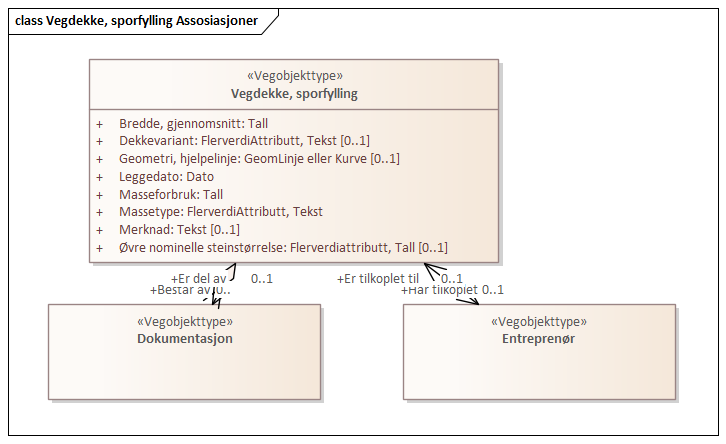 class Vegdekke, sporfylling Assosiasjoner
«Vegobjekttype»
Vegdekke, sporfylling
+ Bredde, gjennomsnitt: Tall
+ Dekkevariant: FlerverdiAttributt, Tekst [0..1]
+ Geometri, hjelpelinje: GeomLinje eller Kurve [0..1]
+ Leggedato: Dato
+ Masseforbruk: Tall
+ Massetype: FlerverdiAttributt, Tekst
+ Merknad: Tekst [0..1]
+ Øvre nominelle steinstørrelse: Flerverdiattributt, Tall [0..1]
+Er del av 0..1 +Er tilkoplet til 0..1
+Består av 0.. +Har tilkoplet 0..1
«Vegobjekttype»
Dokumentasjon
«Vegobjekttype»
Entreprenør